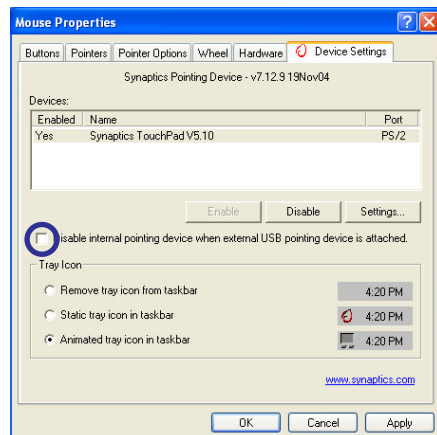 Mouse Properties
Buttons Pointers Pointer Options Wheel Hardware Device Settings
Synaptics Pointing Device - v7.12.9 19Nov04
Devices:
Enabled Name Port
Yes Synaptics TouchPad V5.10 PS/2
Enable Disable Settings...
Disable internal pointing device when external USB pointing device is attached.
Tray Icon
Remove tray icon from taskbar 4:20 PM
Static tray icon in taskbar 4:20 PM
Animated tray icon in taskbar 4:20 PM
www.synaptics.com
OK Cancel Apply